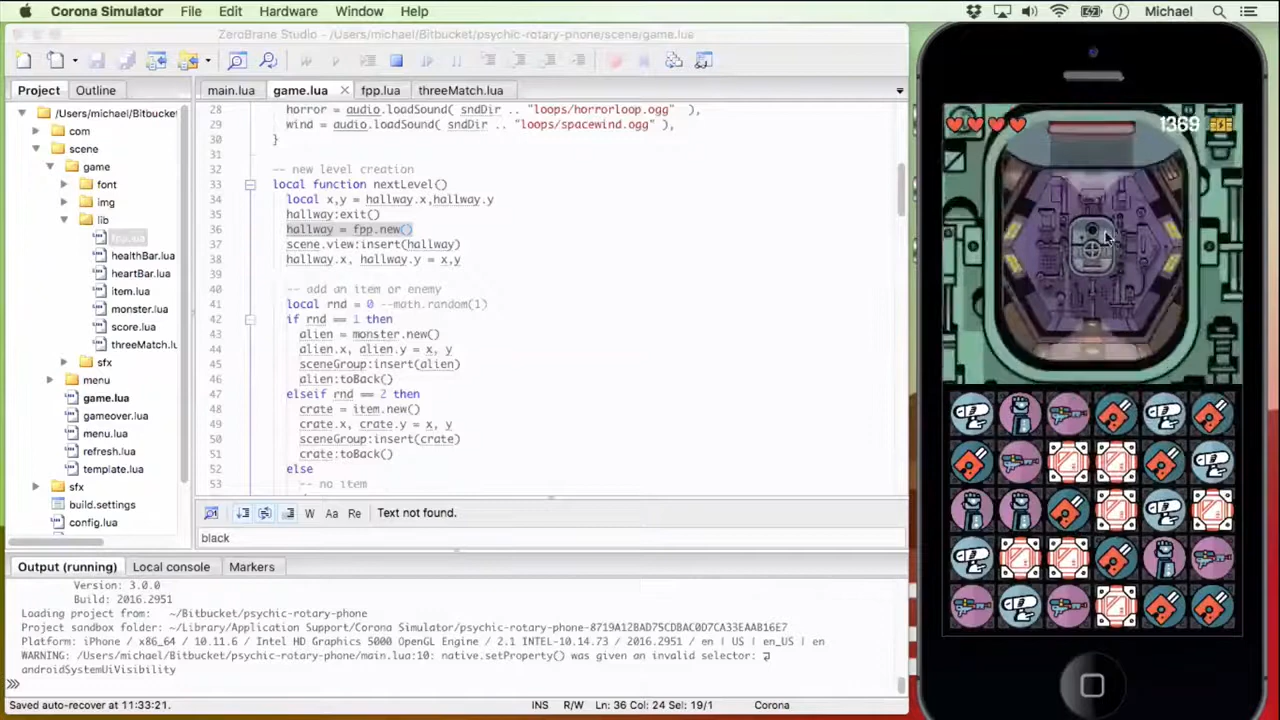 Corona Simulator File Edit Hardware Window Help Michael
ZeroBrane Studio - /Users/michael/Bitbucket/psychic-rotary-phone/scene/game.lua
Project Outline
/Users/michael/Bitbucket
com
scene
game
font
img
lib
fpp.lua
healthBar.lua
heartBar.lua
item.lua
monster.lua
score.lua
threeMatch.lu
sfx
menu
game.lua
gameover.lua
menu.lua
refresh.lua
template.lua
sfx
build.settings
config.lua
main.lua game.lua fpp.lua threeMatch.lua
28 horror = audio.loadSound( sndDir .. "loops/horrorloop.ogg" ),
29 wind = audio.loadSound( sndDir .. "loops/spacewind.ogg" ),
30 }
31
32 -- new level creation
33 local function nextLevel()
34 local x,y = hallway.x,hallway.y
35 hallway:exit()
36 hallway = fpp.new()
37 scene.view:insert(hallway)
38 hallway.x, hallway.y = x,y
39
40 -- add an item or enemy
41 local rnd = 0 --math.random(1)
42 if rnd == 1 then
43 alien = monster.new()
44 alien.x, alien.y = x, y
45 sceneGroup:insert(alien)
46 alien:toBack()
47 elseif rnd = 2 then
48 crate = item.new()
49 crate.x, crate.y = x, y
50 sceneGroup:insert(crate)
51 crate:toBack()
52 else
53 -- no item
W Aa Re Text not found.
black
Output (running) Local console Markers
Version: 3.0.0
Build: 2016.2951
Loading project from: ~/Bitbucket/psychic-rotary-phone
Project sandbox folder: ~/Library/Application Support/Corona Simulator/psychic-rotary-phone-8719A12BAD75CDBAC0D7CA33EABA16E7
Platform: iPhone / x86_64 / 10.11.6 / Intel HD Graphics 5000 OpenGL Engine / 2.1 INTEL-10.14.73 / 2016.2951 / en | US | en_US | en
WARNING: /Users/michael/Bitbucket/psychic-rotary-phone/main.lua:10: native.setProperty() was given an invalid selector:
androidSystemUiVisibility
Saved auto-recover at 11:33:21. INS R/W Ln: 36 Col: 24 Sel: 19/1 Corona
1369